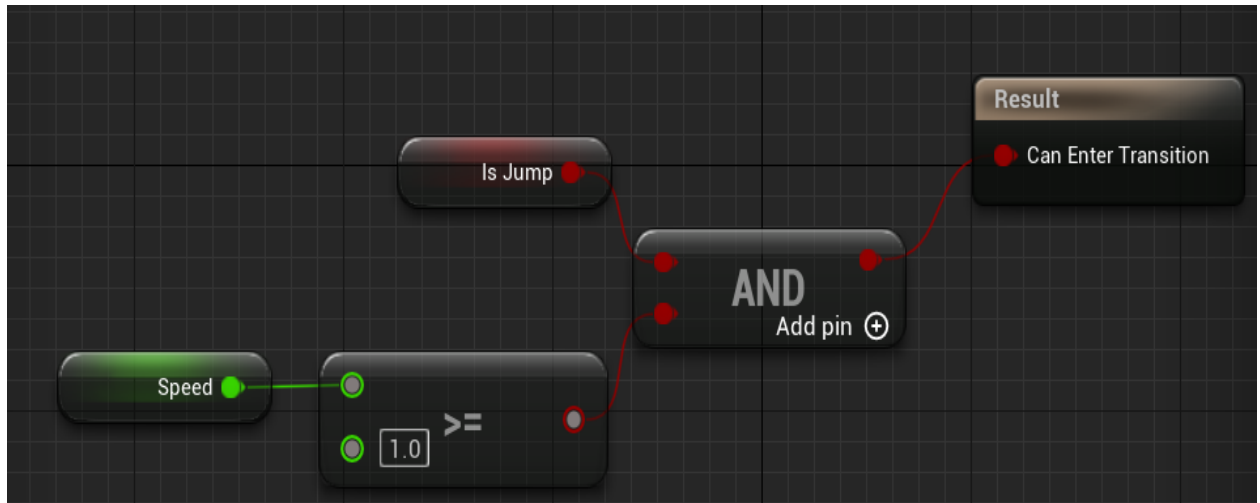 Result
Can Enter Transition
Is Jump
AND
Add pin
Speed
>=
1.0